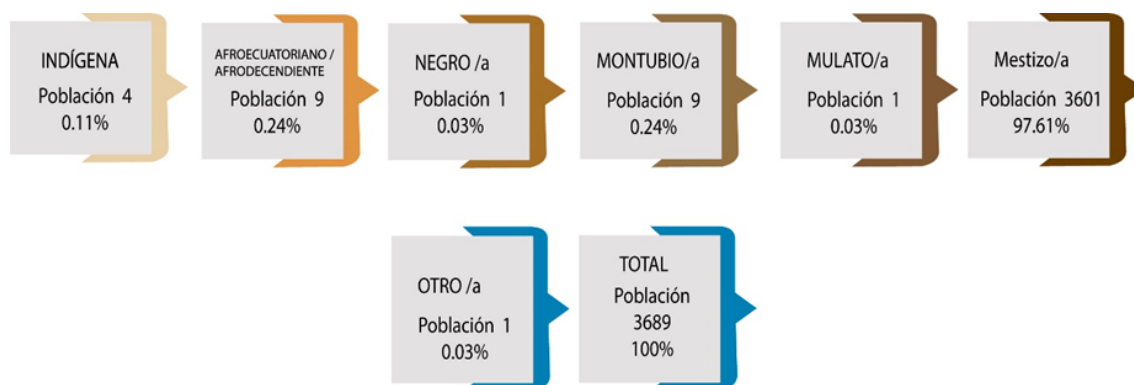 INDÍGENA
Población 4
0.11%
AFROECUATORIANO /
AFRODECENDIENTE
Población 9
0.24%
NEGRO /a
Población 1
0.03%
MONTUBIO/a
Población 9
0.24%
MULATO/a
Población 1
0.03%
Mestizo/a
Población 3601
97.61%
OTRO /a
Población 1
0.03%
TOTAL
Población
3689
100%